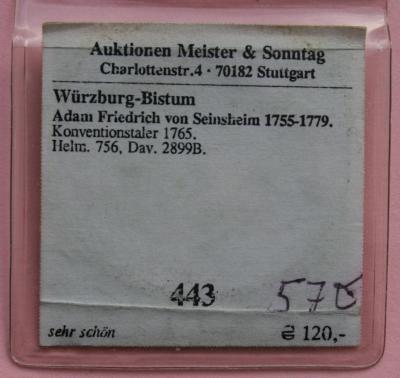 Auktionen Meister & Sonntag
Charlottenstr.4 · 70182 Stuttgart
Würzburg-Bistum
Adam Friedrich von Seinsheim 1755-1779.
Konventionstaler 1765.
Helm. 756, Dav. 2899B.
443
sehr schön
120,-